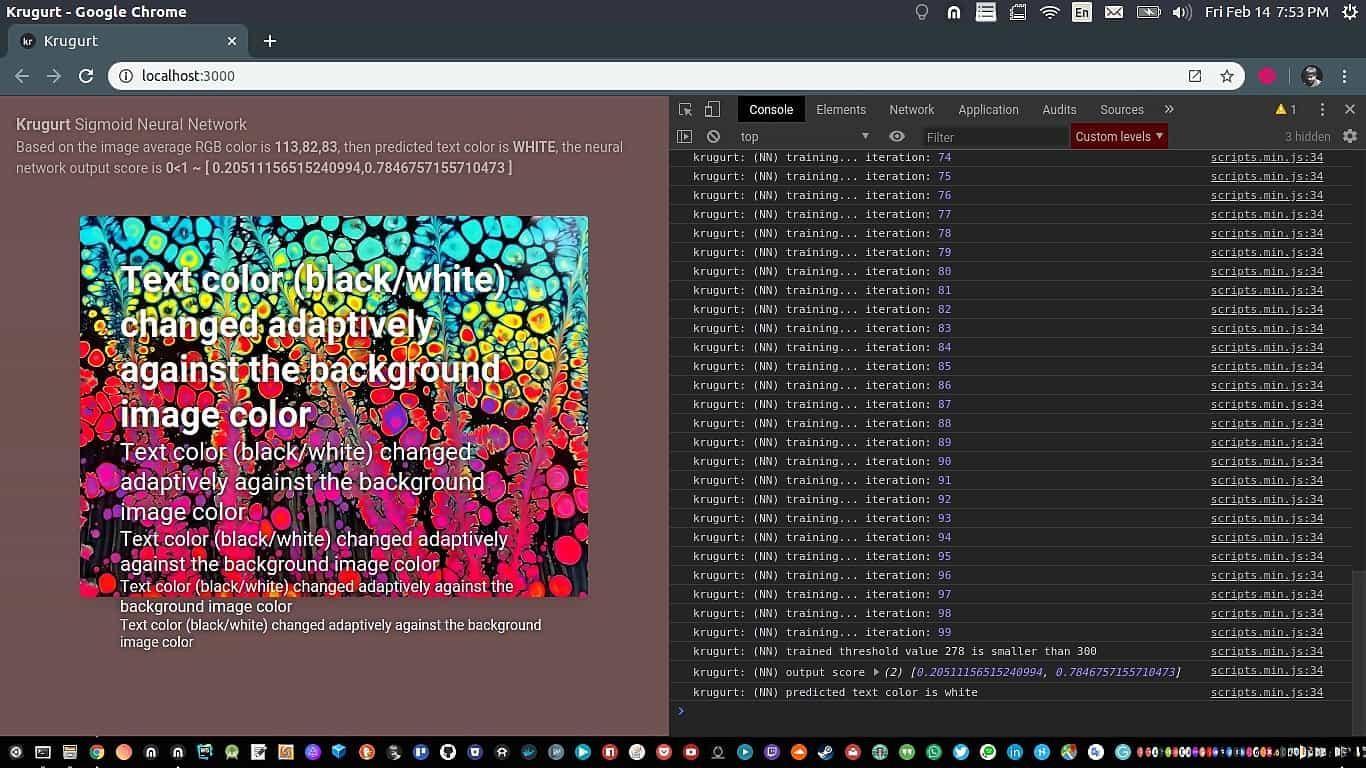 Krugurt - Google Chrome
En
Fri Feb 14 7:53 PM
kr Krugurt
localhost:3000
Krugurt Sigmoid Neural Network
Based on the image average RGB color is 113,82,83, then predicted text color is WHITE, the neural
network output score is 0<1 ~ [ 0.20511156515240994,0.7846757155710473 ]
Text color (black/white)
changed adaptively
against the background
image color
Text color (black/white) changed
adaptively against the background
image color
Text color (black/white) changed adaptively
against the background image color
Text color (black/white) changed adaptively against the
background image color
Text color (black/white) changed adaptively against the background
image color
Console Elements Network Application Audits Sources » 1
top Filter Custom levels 3 hidden
krugurt: (NN) training... iteration: 74 scripts.min.js:34
krugurt: (NN) training... iteration: 75 scripts.min.js:34
krugurt: (NN) training... iteration: 76 scripts.min.js:34
krugurt: (NN) training... iteration: 77 scripts.min.js:34
krugurt: (NN) training... iteration: 78 scripts.min.js:34
krugurt: (NN) training... iteration: 79 scripts.min.js:34
krugurt: (NN) training... iteration: 80 scripts.min.js:34
krugurt: (NN) training... iteration: 81 scripts.min.js:34
krugurt: (NN) training... iteration: 82 scripts.min.js:34
krugurt: (NN) training... iteration: 83 scripts.min.js:34
krugurt: (NN) training... iteration: 84 scripts.min.js:34
krugurt: (NN) training... iteration: 85 scripts.min.js:34
krugurt: (NN) training... iteration: 86 scripts.min.js:34
krugurt: (NN) training... iteration: 87 scripts.min.js:34
krugurt: (NN) training... iteration: 88 scripts.min.js:34
krugurt: (NN) training... iteration: 89 scripts.min.js:34
krugurt: (NN) training... iteration: 90 scripts.min.js:34
krugurt: (NN) training... iteration: 91 scripts.min.js:34
krugurt: (NN) training... iteration: 92 scripts.min.js:34
krugurt: (NN) training... iteration: 93 scripts.min.js:34
krugurt: (NN) training... iteration: 94 scripts.min.js:34
krugurt: (NN) training... iteration: 95 scripts.min.js:34
krugurt: (NN) training... iteration: 96 scripts.min.js:34
krugurt: (NN) training... iteration: 97 scripts.min.js:34
krugurt: (NN) training... iteration: 98 scripts.min.js:34
krugurt: (NN) training... iteration: 99 scripts.min.js:34
krugurt: (NN) trained threshold value 278 is smaller than 300 scripts.min.js:34
krugurt: (NN) output score (2) [0.20511156515240994, 0.7846757155710473] scripts.min.js:34
krugurt: (NN) predicted text color is white scripts.min.js:34